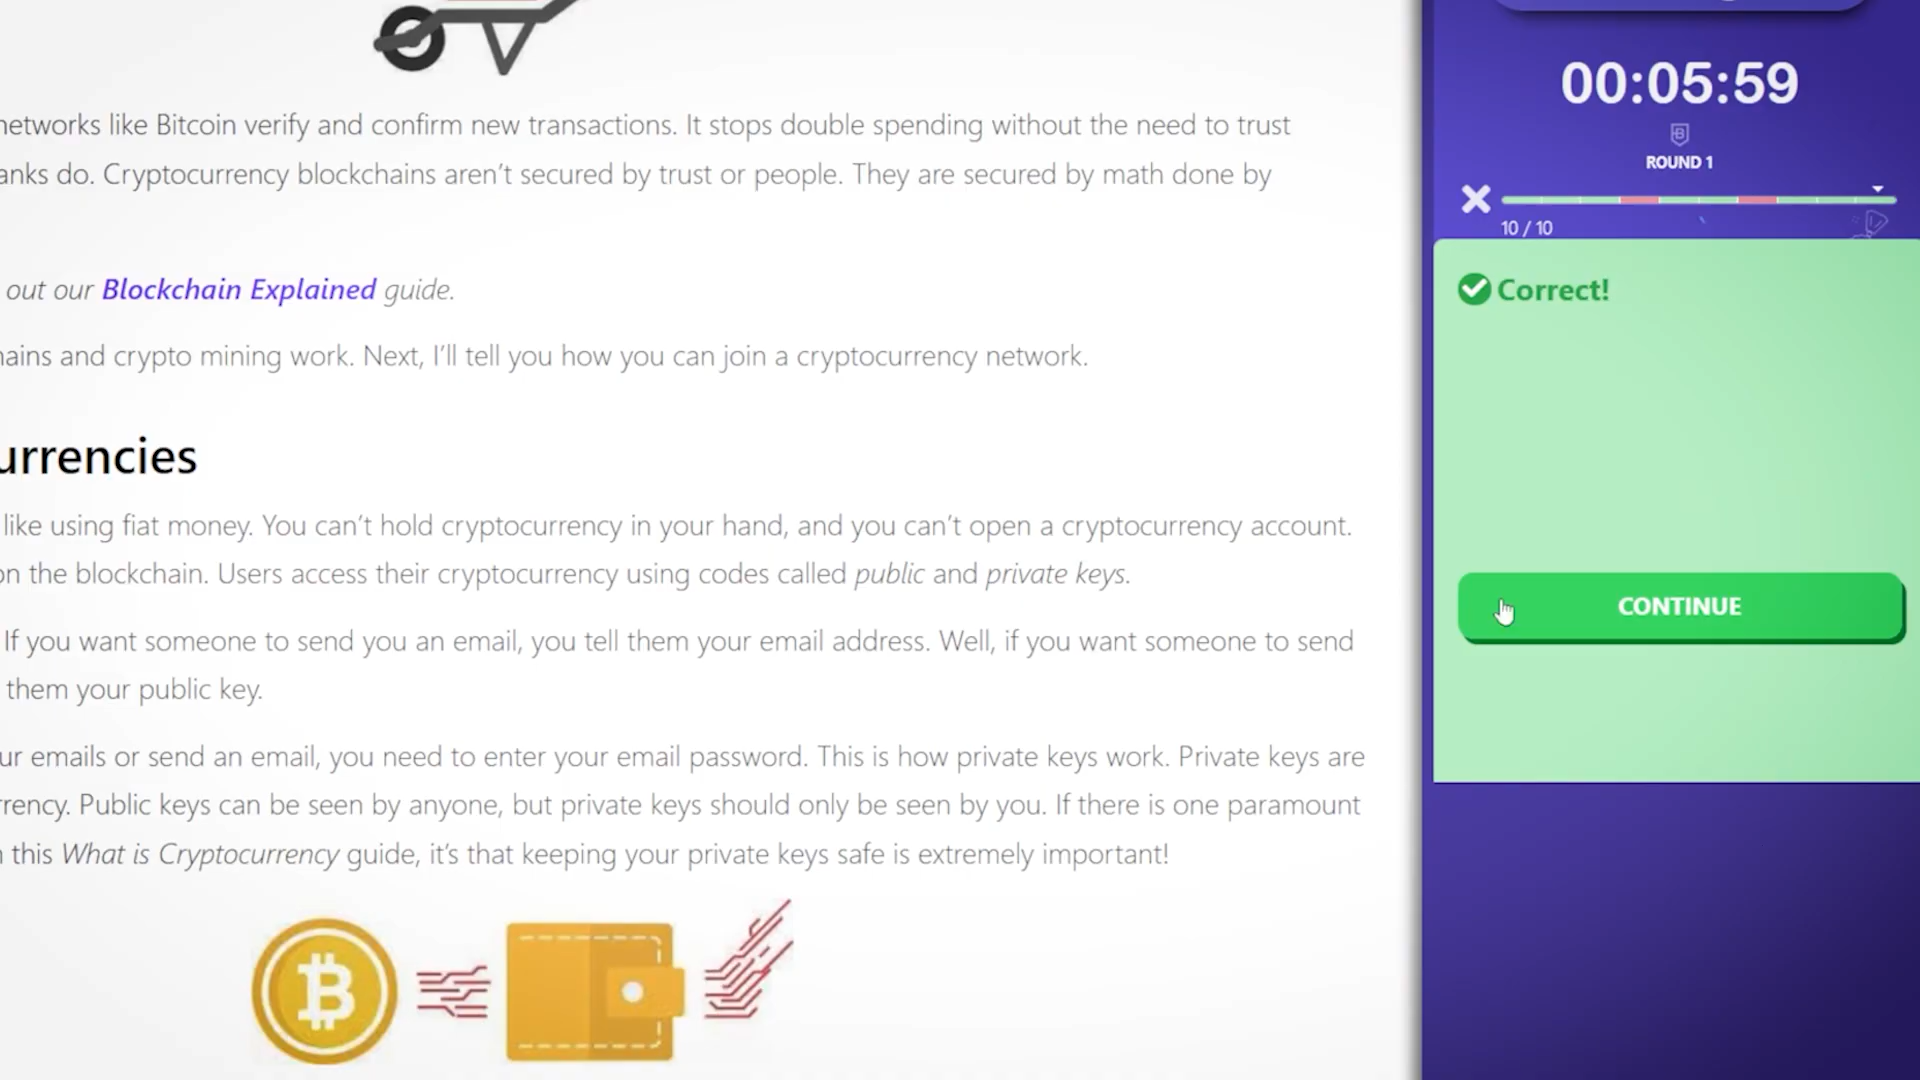 networks like Bitcoin verify and confirm new transactions. It stops double spending without the need to trust
anks do. Cryptocurrency blockchains aren't secured by trust or people. They are secured by math done by
out our Blockchain Explained guide.
hains and crypto mining work. Next, I'll tell you how you can join a cryptocurrency network.
urrencies
like using fiat money. You can't hold cryptocurrency in your hand, and you can't open a cryptocurrency account.
on the blockchain. Users access their cryptocurrency using codes called public and private keys.
If you want someone to send you an email, you tell them your email address. Well, if you want someone to send
them your public key.
ur emails or send an email, you need to enter your email password. This is how private keys work. Private keys are
rrency. Public keys can be seen by anyone, but private keys should only be seen by you. If there is one paramount
this What is Cryptocurrency guide, it's that keeping your private keys safe is extremely important!
00:05:59
ROUND 1
10 / 10
Correct!
CONTINUE